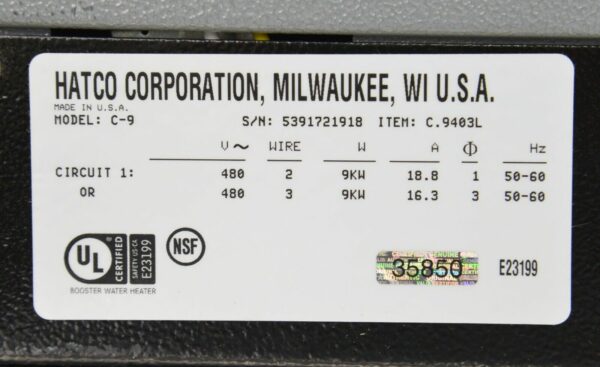 HATCO CORPORATION, MILWAUKEE, WI U.S.A.
MADE IN U.S.A.
MODEL: C-9 S/N: 5391721918 ITEM: C.9403L
V～ WIRE W A Φ Hz
CIRCUIT 1: 480 2 9KW 18.8 1 50-60
OR 480 3 9KW 16.3 3 50-60
UL CERTIFIED SAFETY US-CA E23199
NSF
35850
E23199
BOOSTER WATER HEATER